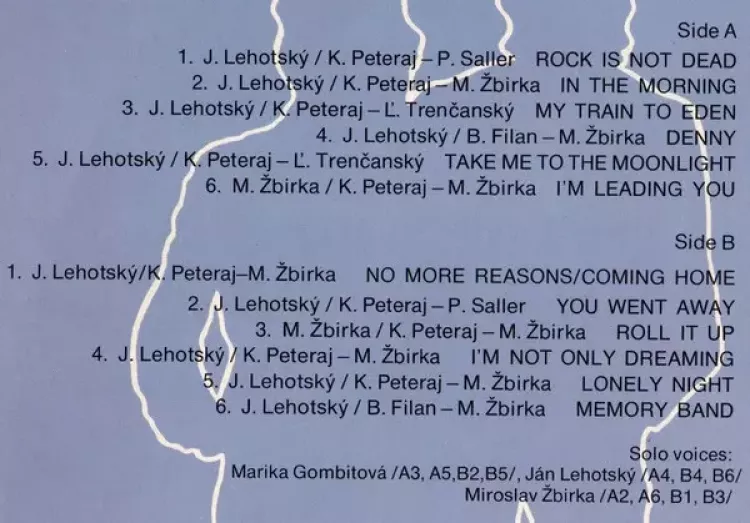 Side A
1. J. Lehotský / K. Peteraj – P. Saller ROCK IS NOT DEAD
2. J. Lehotský / K. Peteraj – M. Žbirka IN THE MORNING
3. J. Lehotský / K. Peteraj – Ľ. Trenčanský MY TRAIN TO EDEN
4. J. Lehotský / B. Filan – M. Žbirka DENNY
5. J. Lehotský / K. Peteraj – Ľ. Trenčanský TAKE ME TO THE MOONLIGHT
6. M. Žbirka / K. Peteraj – M. Žbirka I'M LEADING YOU
Side B
1. J. Lehotský/K. Peteraj–M. Žbirka NO MORE REASONS/COMING HOME
2. J. Lehotský / K. Peteraj – P. Saller YOU WENT AWAY
3. M. Žbirka / K. Peteraj – M. Žbirka ROLL IT UP
4. J. Lehotský / K. Peteraj – M. Žbirka I'M NOT ONLY DREAMING
5. J. Lehotský / K. Peteraj – M. Žbirka LONELY NIGHT
6. J. Lehotský / B. Filan – M. Žbirka MEMORY BAND
Solo voices:
Marika Gombitová /A3, A5,B2,B5/, Ján Lehotský /A4, B4, B6/
Miroslav Žbirka /A2, A6, B1, B3/